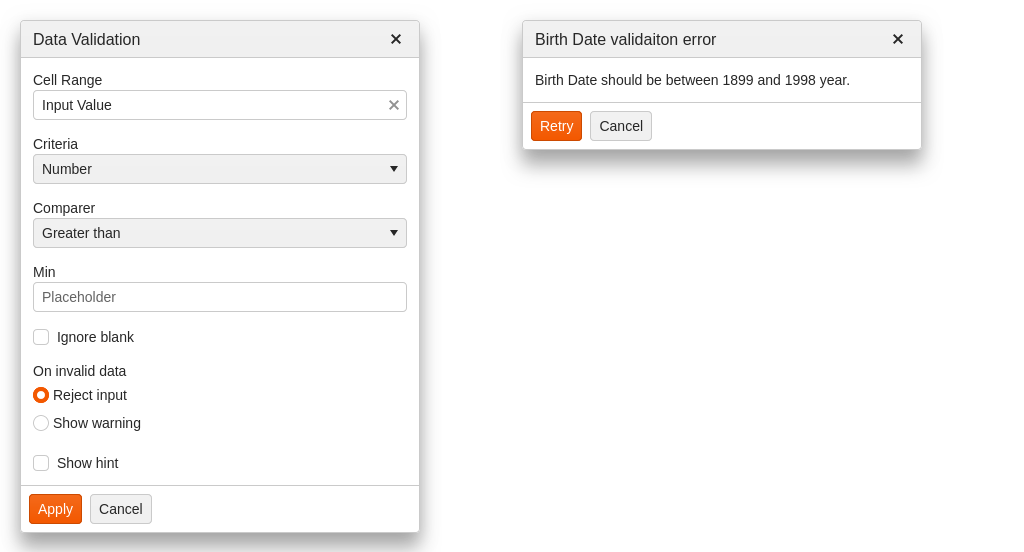 Data Validation
Cell Range
Input Value
Criteria
Number
Comparer
Greater than
Min
Placeholder
Ignore blank
On invalid data
Reject input
Show warning
Show hint
Apply Cancel
Birth Date validaiton error
Birth Date should be between 1899 and 1998 year.
Retry Cancel